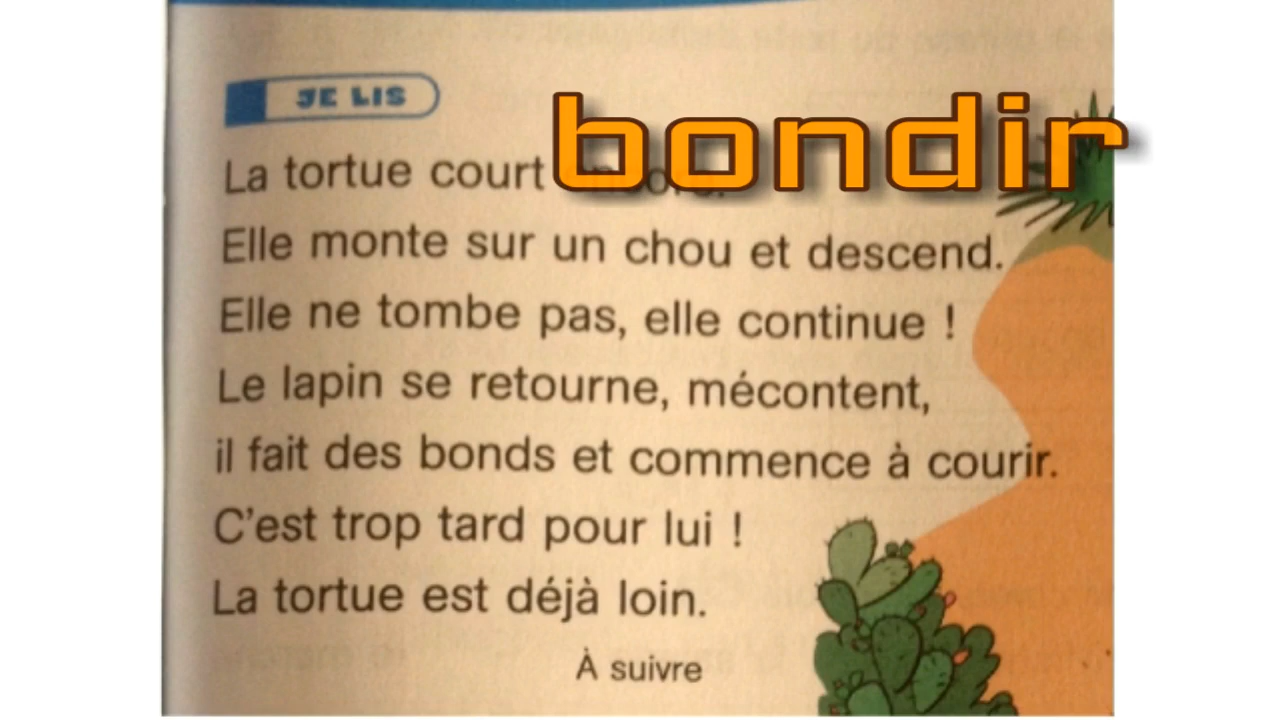 JE LIS
bondir
La tortue court
Elle monte sur un chou et descend.
Elle ne tombe pas, elle continue !
Le lapin se retourne, mécontent,
il fait des bonds et commence à courir.
C'est trop tard pour lui !
La tortue est déjà loin.
À suivre